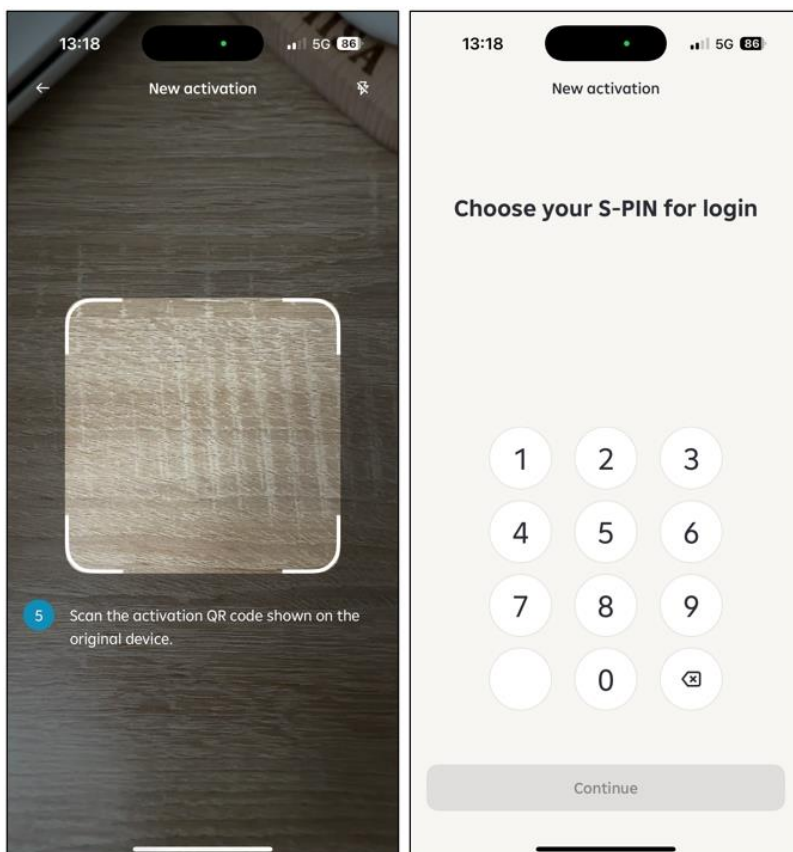 13:18
5G 86
New activation
5 Scan the activation QR code shown on the
original device.
13:18
5G 86
New activation
Choose your S-PIN for login
1 2 3
4 5 6
7 8 9
0
Continue